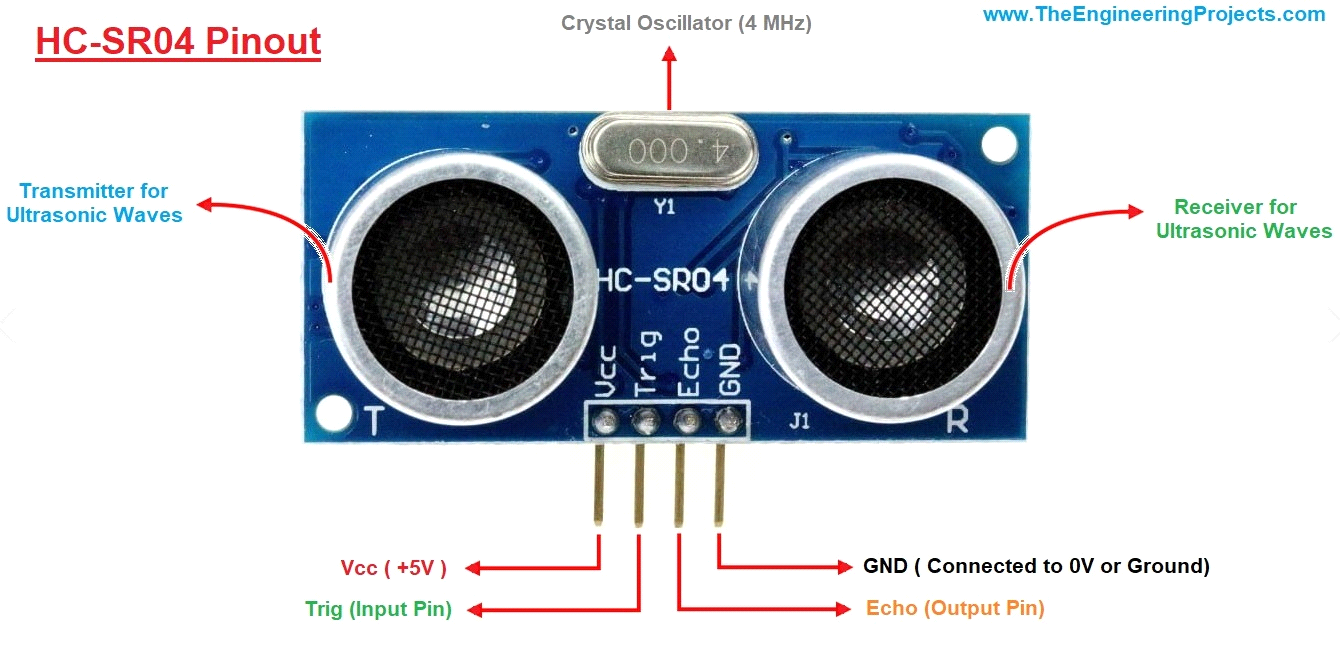 Crystal Oscillator (4 MHz)
www.TheEngineeringProjects.com
HC-SR04 Pinout
4.000
Transmitter for
Ultrasonic Waves
Y1
Receiver for
Ultrasonic Waves
HC-SR04
Vcc
Trig
Echo
GND
T
J1
R
Vcc ( +5V )
GND ( Connected to 0V or Ground)
Trig (Input Pin)
Echo (Output Pin)